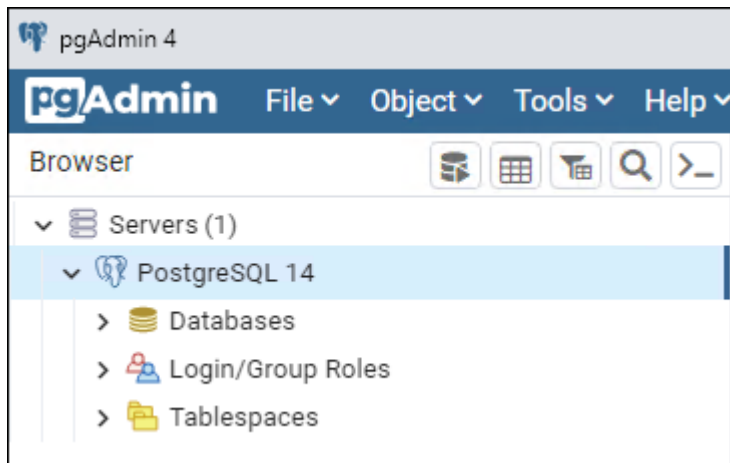 pgAdmin 4
pgAdmin File Object Tools Help
Browser
Servers (1)
PostgreSQL 14
Databases
Login/Group Roles
Tablespaces